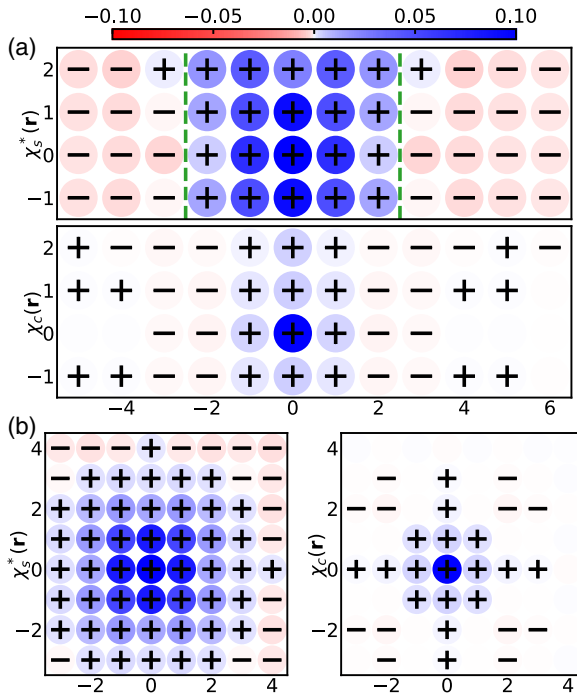 −0.10 −0.05 0.00 0.05 0.10
(a)
χ*s(r)
2
1
0
−1
− − + + + + + + + − − −
− − − + + + + + − − − −
− − − + + + + + − − − −
− − − + + + + + − − − −
χc(r)
2
1
0
−1
+ − − − + + + − − − + −
+ + − − + + + − − + +
− − + + + − −
+ + − − + + + − − + +
−4 −2 0 2 4 6
(b)
χ*s(r)
4
2
0
−2
− − − + − − − −
− + + + + + − −
+ + + + + + + −
+ + + + + + + −
+ + + + + + + +
+ + + + + + + −
+ + + + + + + −
− + + + + + − −
−2 0 2 4
χc(r)
4
2
0
−2
− + −
− − + − −
+ + +
+ + + + + + +
+ + +
− − + − −
− + −
−2 0 2 4